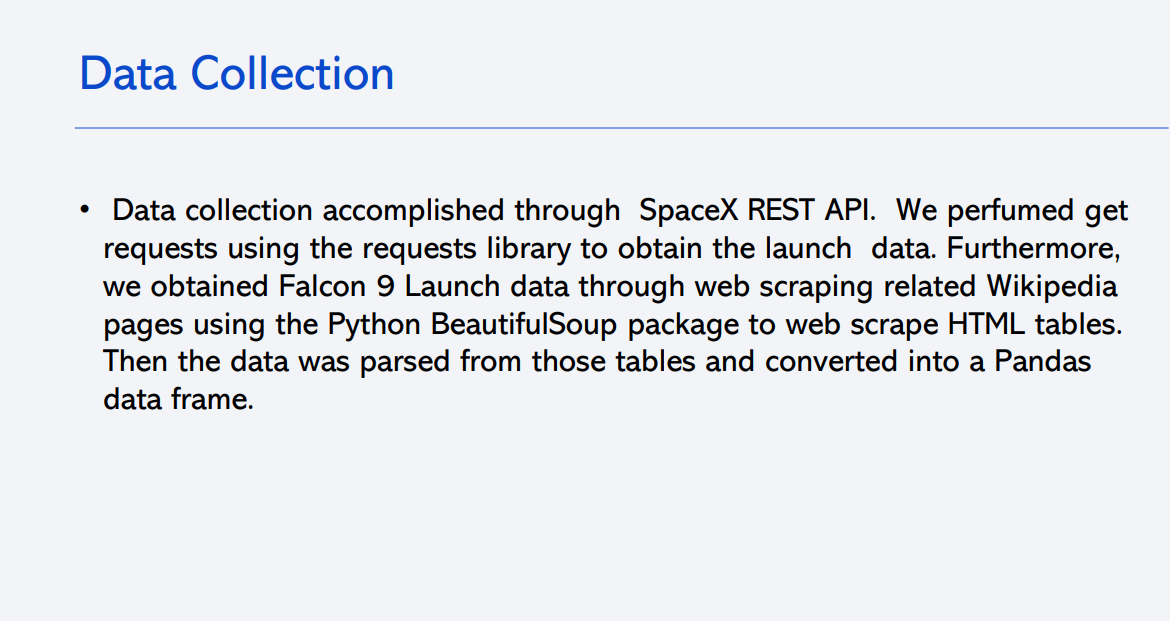 Data Collection
• Data collection accomplished through  SpaceX REST API.  We perfumed get
requests using the requests library to obtain the launch  data. Furthermore,
we obtained Falcon 9 Launch data through web scraping related Wikipedia
pages using the Python BeautifulSoup package to web scrape HTML tables.
Then the data was parsed from those tables and converted into a Pandas
data frame.